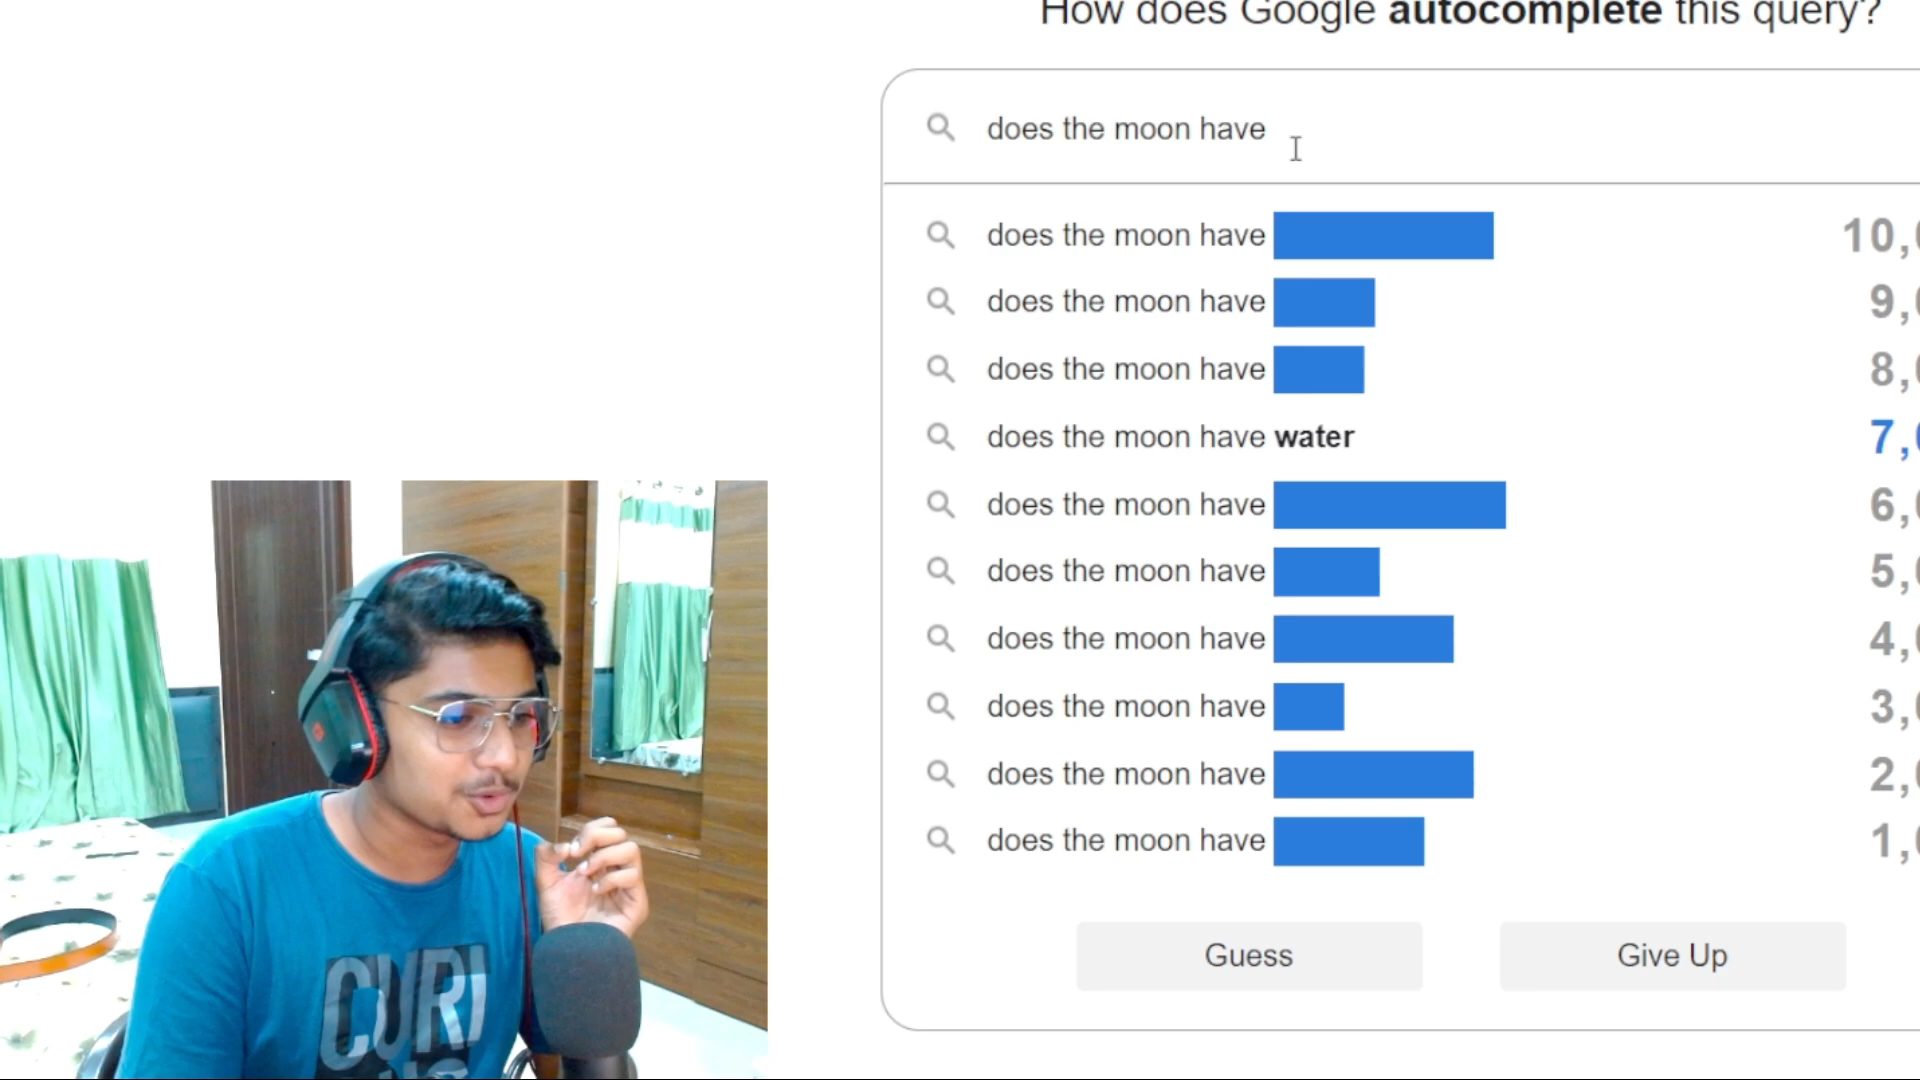 How does Google autocomplete this query?
does the moon have
does the moon have 10,
does the moon have 9,
does the moon have 8,
does the moon have water 7,
does the moon have 6,
does the moon have 5,
does the moon have 4,
does the moon have 3,
does the moon have 2,
does the moon have 1,
Guess Give Up
CURI